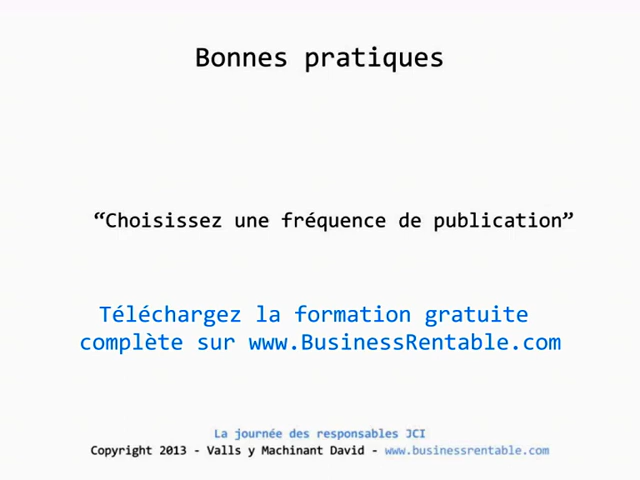 Bonnes pratiques
“Choisissez une fréquence de publication”
Téléchargez la formation gratuite
complète sur www.BusinessRentable.com
La journée des responsables JCI
Copyright 2013 - Valls y Machinant David - www.businessrentable.com